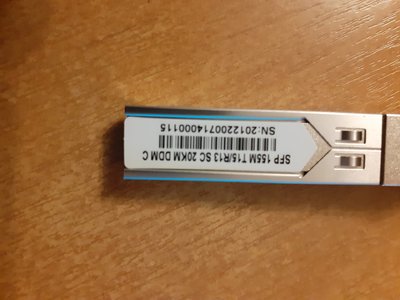 SFP 155M T15/R13 SC 20KM DDM C
SN:2012200714000115